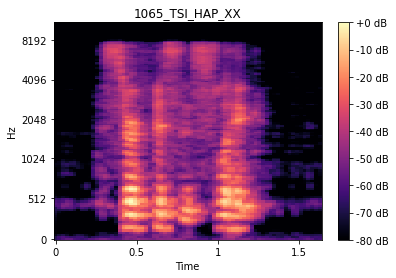 1065_TSI_HAP_XX
+0 dB
8192
-10 dB
4096
-20 dB
-30 dB
2048
Hz
-40 dB
1024
-50 dB
512
-60 dB
-70 dB
0
-80 dB
0
0.5
1
1.5
Time